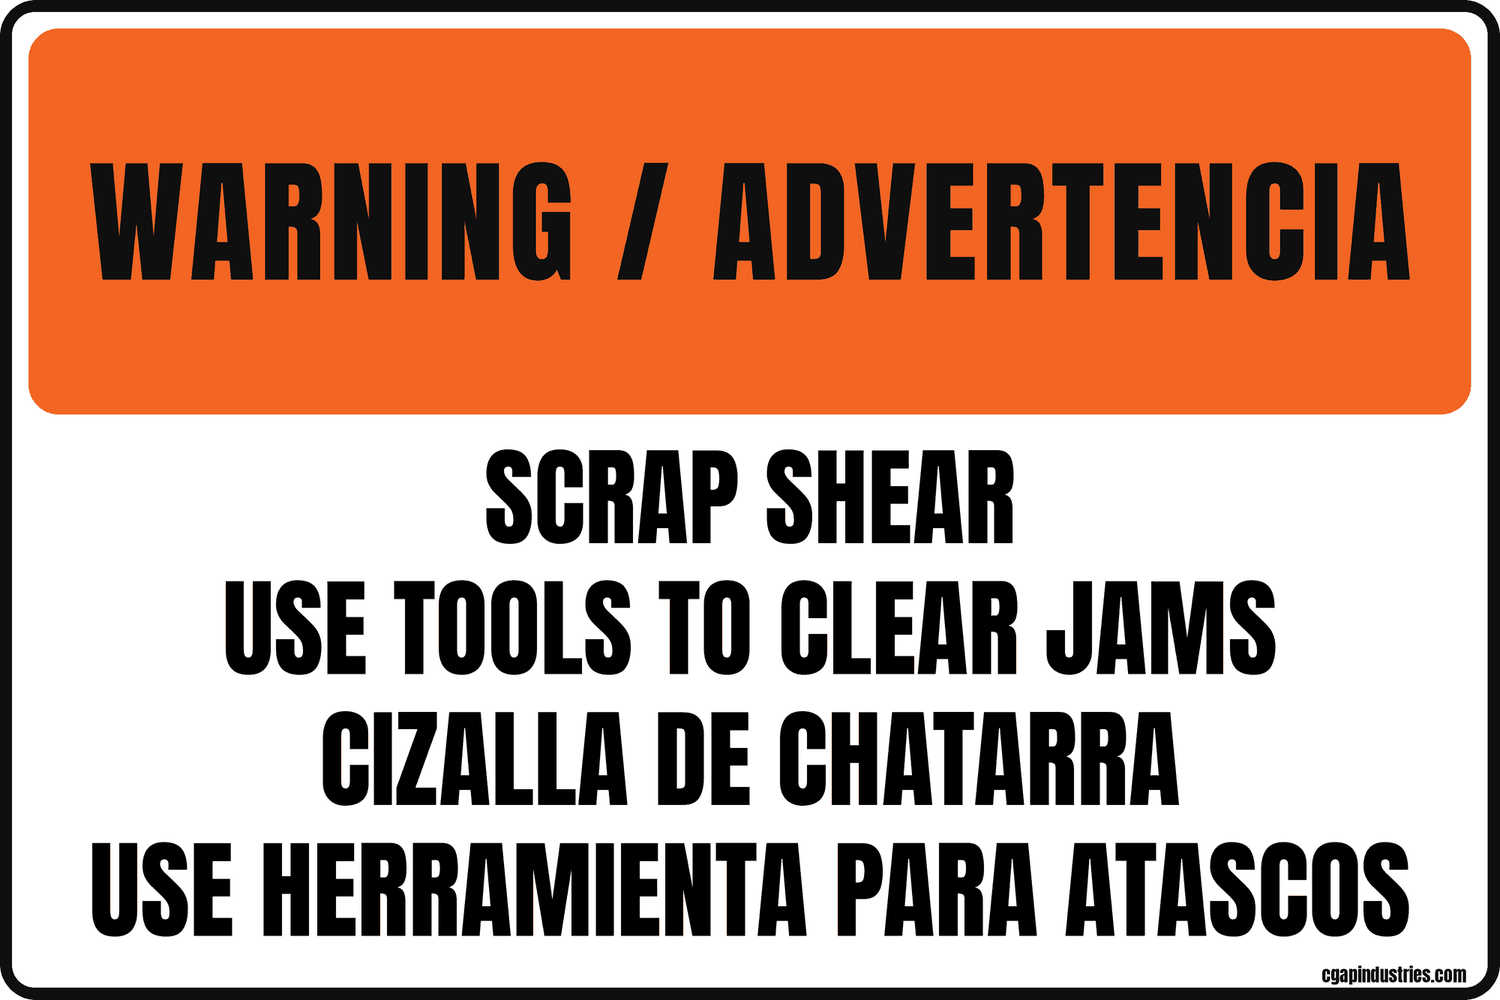 WARNING / ADVERTENCIA
SCRAP SHEAR
USE TOOLS TO CLEAR JAMS
CIZALLA DE CHATARRA
USE HERRAMIENTA PARA ATASCOS
cgapindustries.com